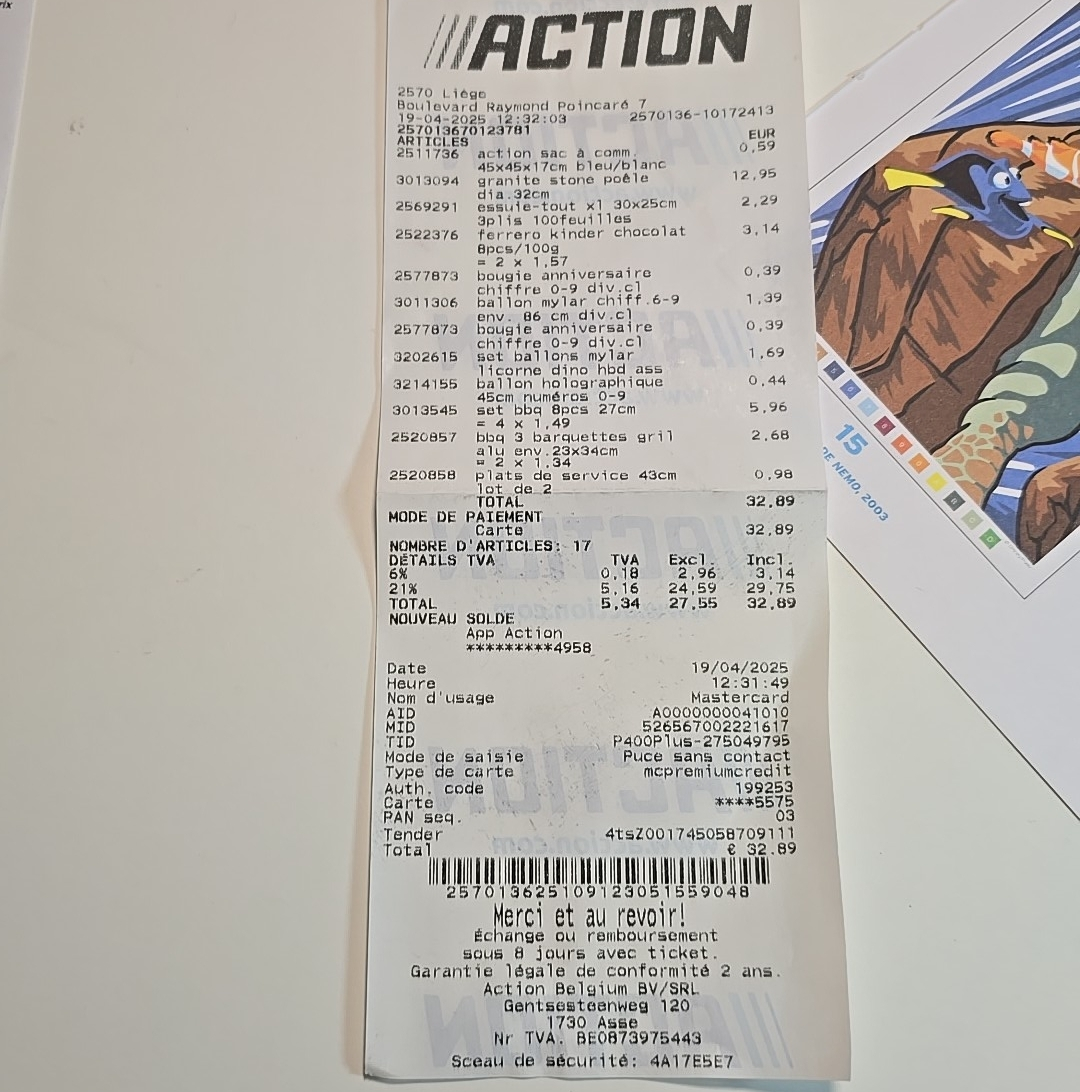 rix
///ACTION
2570 Liége
Boulevard Raymond Poincaré 7
19-04-2025 12:32:03 2570136-10172413
257013670123781
ARTICLES EUR
2511736 action sac à comm. 0,59
45x45x17cm bleu/blanc
3013094 granite stone poêle 12,95
dia.32cm
2569291 essuie-tout x1 30x25cm 2,29
3plis 100feuilles
2522376 ferrero kinder chocolat 3,14
8pcs/100g
= 2 x 1,57
2577873 bougie anniversaire 0,39
chiffre 0-9 div.cl
3011306 ballon mylar chiff.6-9 1,39
env. 86 cm div.cl
2577873 bougie anniversaire 0,39
chiffre 0-9 div.cl
3202615 set ballons mylar 1,69
licorne dino hbd ass
3214155 ballon holographique 0,44
45cm numéros 0-9
3013545 set bbq 8pcs 27cm 5,96
= 4 x 1,49
2520857 bbq 3 barquettes gril 2,68
alu env.23x34cm
= 2 x 1,34
2520858 plats de service 43cm 0,98
lot de 2
TOTAL 32,89
MODE DE PAIEMENT
Carte 32,89
NOMBRE D'ARTICLES: 17
DÉTAILS TVA TVA Excl. Incl.
6% 0,18 2,96 3,14
21% 5,16 24,59 29,75
TOTAL 5,34 27,55 32,89
NOUVEAU SOLDE
App Action
*********4958
Date 19/04/2025
Heure 12:31:49
Nom d'usage Mastercard
AID A0000000041010
MID 526567002221617
TID P400Plus-275049795
Mode de saisie Puce sans contact
Type de carte mcpremiumcredit
Auth. code 199253
Carte ****5575
PAN seq. 03
Tender 4tsZ001745058709111
Total € 32.89
2570136251091230515590​48
Merci et au revoir!
Échange ou remboursement
sous 8 jours avec ticket.
Garantie légale de conformité 2 ans.
Action Belgium BV/SRL
Gentsesteenweg 120
1730 Asse
Nr TVA. BE0873975443
Sceau de sécurité: 4A17E5E7
15
DE NEMO, 2003